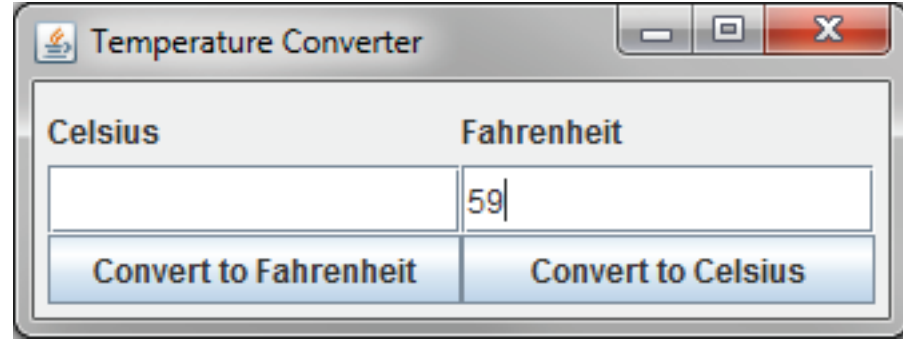 Temperature Converter
Celsius Fahrenheit
59
Convert to Fahrenheit Convert to Celsius